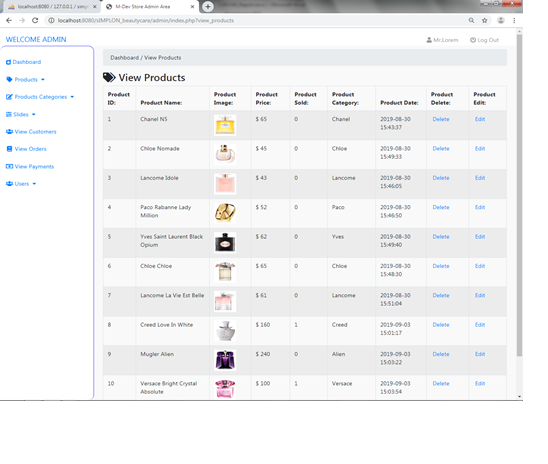 localhost:8080 / 127.0.0.1 /
M-Dev-Store Admin Area
localhost:8080/dIMPLON_beautycare/admin/index.php?view_products
WELCOME ADMIN
Mr.Lorem
Log Out
Dashboard
Products
Products Categories
Slides
View Customers
View Orders
View Payments
Users
Dashboard / View Products
View Products
Product ID: Product Name: Product Image: Product Price: Product Sold: Product Category: Product Date: Product Delete: Product Edit:
1 Chanel N5 $ 65 0 Chanel 2019-08-30 15:43:37 Delete Edit
2 Chloe Nomade $ 45 0 Chloe 2019-08-30 15:49:33 Delete Edit
3 Lancome Idole $ 43 0 Lancome 2019-08-30 15:46:05 Delete Edit
4 Paco Rabanne Lady Million $ 52 0 Paco 2019-08-30 15:46:50 Delete Edit
5 Yves Saint Laurent Black Opium $ 62 0 Yves 2019-08-30 15:49:40 Delete Edit
6 Chloe Chloe $ 65 0 Chloe 2019-08-30 15:48:30 Delete Edit
7 Lancome La Vie Est Belle $ 61 0 Lancome 2019-08-30 15:51:04 Delete Edit
8 Creed Love In White $ 160 1 Creed 2019-09-03 15:01:17 Delete Edit
9 Mugler Alien $ 240 0 Alien 2019-09-03 15:03:22 Delete Edit
10 Versace Bright Crystal Absolute $ 100 1 Versace 2019-09-03 15:03:54 Delete Edit